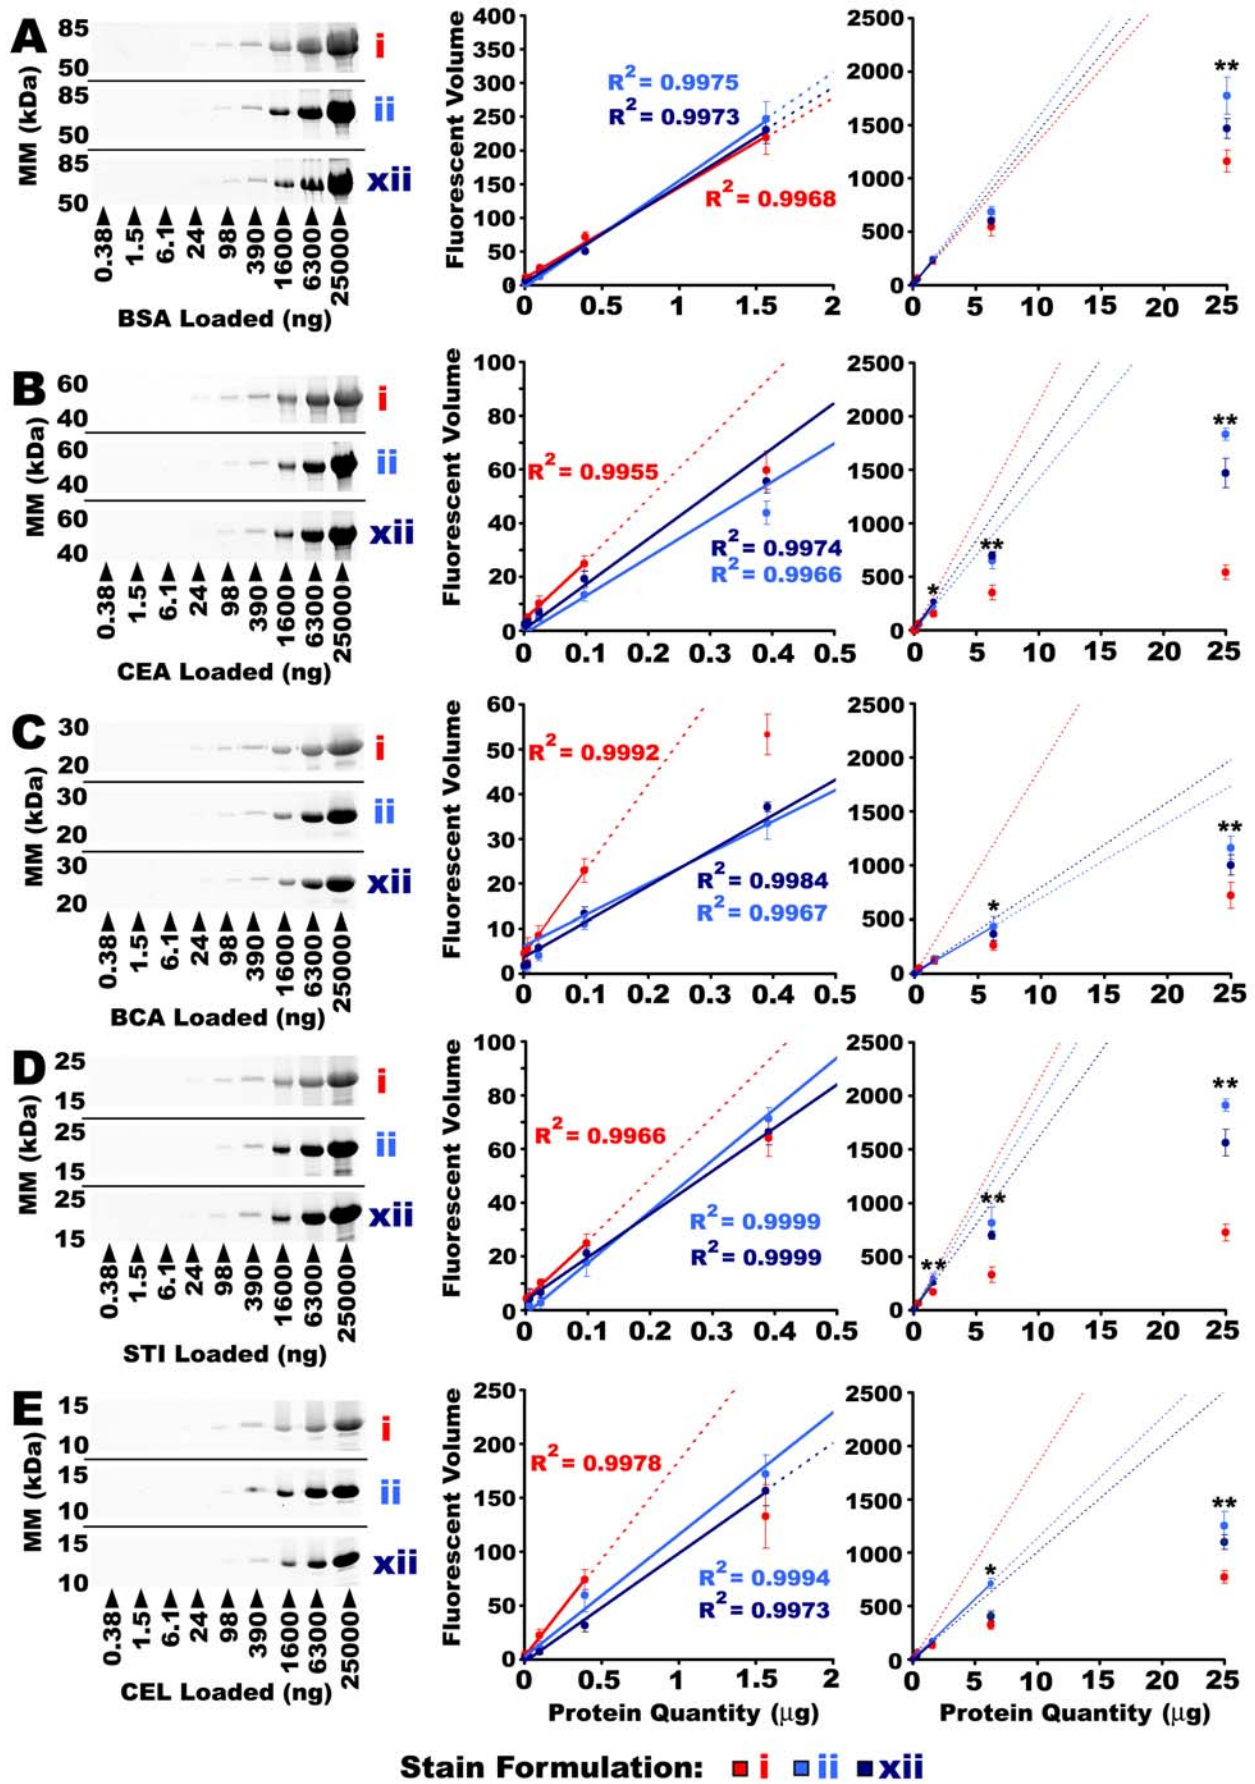 A
MM (kDa)
85
50
i
85
50
ii
85
50
xii
0.38 1.5 6.1 24 98 390 1600 6300 25000
BSA Loaded (ng)
Fluorescent Volume
400
350
300
250
200
150
100
50
0
0 0.5 1 1.5 2
R2 = 0.9975
R2 = 0.9973
R2 = 0.9968
2500
2000
1500
1000
500
0
0 5 10 15 20 25
**
B
MM (kDa)
60
40
i
60
40
ii
60
40
xii
0.38 1.5 6.1 24 98 390 1600 6300 25000
CEA Loaded (ng)
Fluorescent Volume
100
80
60
40
20
0
0 0.1 0.2 0.3 0.4 0.5
R2 = 0.9955
R2 = 0.9974
R2 = 0.9966
2500
2000
1500
1000
500
0
0 5 10 15 20 25
* ** **
C
MM (kDa)
30
20
i
30
20
ii
30
20
xii
0.38 1.5 6.1 24 98 390 1600 6300 25000
BCA Loaded (ng)
Fluorescent Volume
60
50
40
30
20
10
0
0 0.1 0.2 0.3 0.4 0.5
R2 = 0.9992
R2 = 0.9984
R2 = 0.9967
2500
2000
1500
1000
500
0
0 5 10 15 20 25
* **
D
MM (kDa)
25
15
i
25
15
ii
25
15
xii
0.38 1.5 6.1 24 98 390 1600 6300 25000
STI Loaded (ng)
Fluorescent Volume
100
80
60
40
20
0
0 0.1 0.2 0.3 0.4 0.5
R2 = 0.9966
R2 = 0.9999
R2 = 0.9999
2500
2000
1500
1000
500
0
0 5 10 15 20 25
** ** **
E
MM (kDa)
15
10
i
15
10
ii
15
10
xii
0.38 1.5 6.1 24 98 390 1600 6300 25000
CEL Loaded (ng)
Fluorescent Volume
250
200
150
100
50
0
0 0.5 1 1.5 2
Protein Quantity (µg)
R2 = 0.9978
R2 = 0.9994
R2 = 0.9973
2500
2000
1500
1000
500
0
0 5 10 15 20 25
Protein Quantity (µg)
* **
Stain Formulation: i ii xii